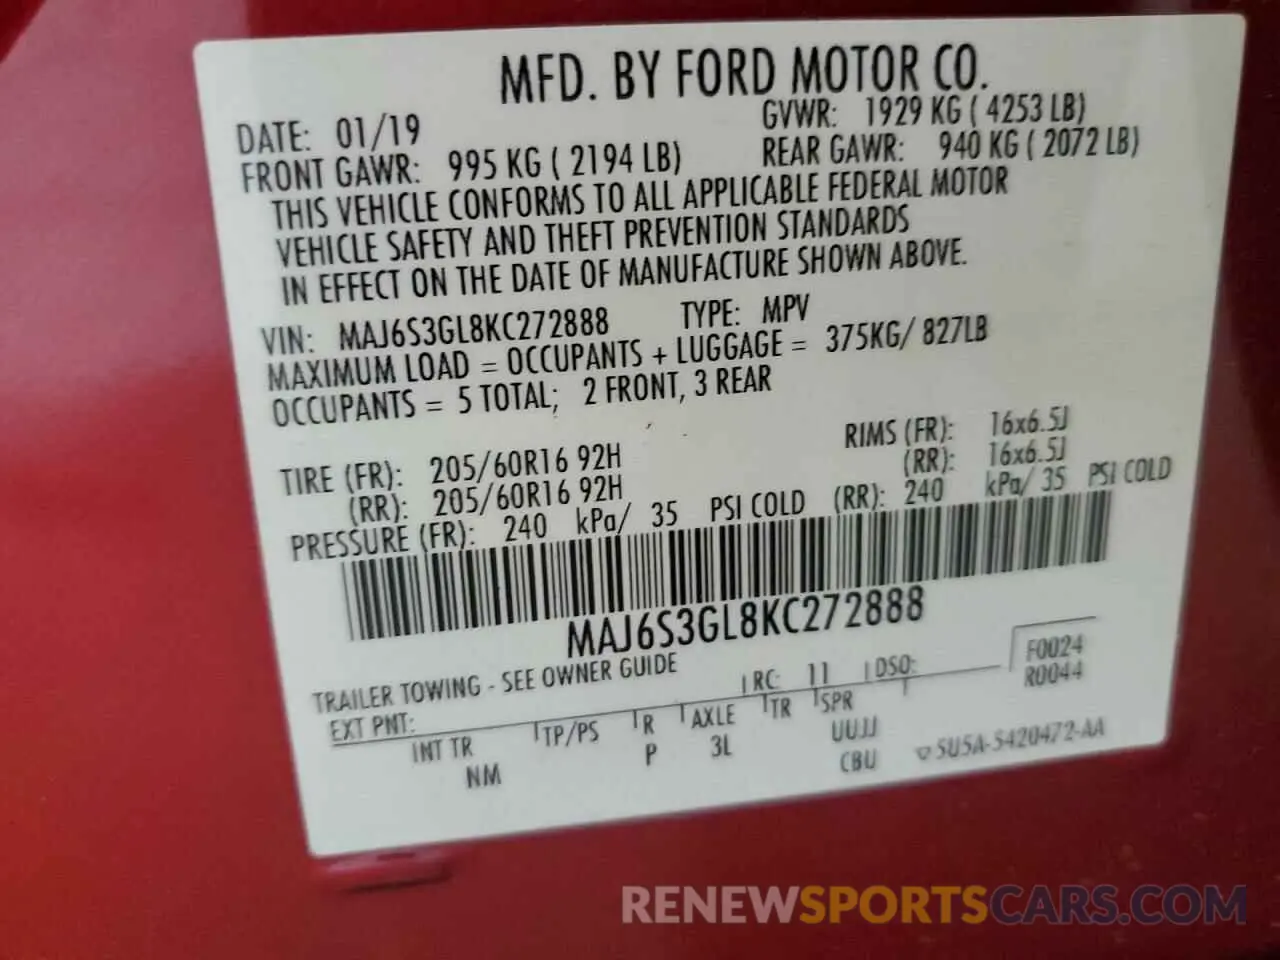 MFD. BY FORD MOTOR CO.
DATE: 01/19 GVWR: 1929 KG ( 4253 LB)
FRONT GAWR: 995 KG ( 2194 LB) REAR GAWR: 940 KG ( 2072 LB)
THIS VEHICLE CONFORMS TO ALL APPLICABLE FEDERAL MOTOR
VEHICLE SAFETY AND THEFT PREVENTION STANDARDS
IN EFFECT ON THE DATE OF MANUFACTURE SHOWN ABOVE.
VIN: MAJ6S3GL8KC272888 TYPE: MPV
MAXIMUM LOAD = OCCUPANTS + LUGGAGE = 375KG/ 827LB
OCCUPANTS = 5 TOTAL; 2 FRONT, 3 REAR
TIRE (FR): 205/60R16 92H RIMS (FR): 16x6.5J
(RR): 205/60R16 92H (RR): 16x6.5J
PRESSURE (FR): 240 kPa/ 35 PSI COLD (RR): 240 kPa/ 35 PSI COLD
MAJ6S3GL8KC272888
TRAILER TOWING - SEE OWNER GUIDE
EXT PNT: RC: 11 DSO: F0024
R0044
INT TR TP/PS R AXLE TR SPR
NM P 3L UUJJ
CBU 5U5A-5420472-AA
RENEWSPORTSCARS.COM